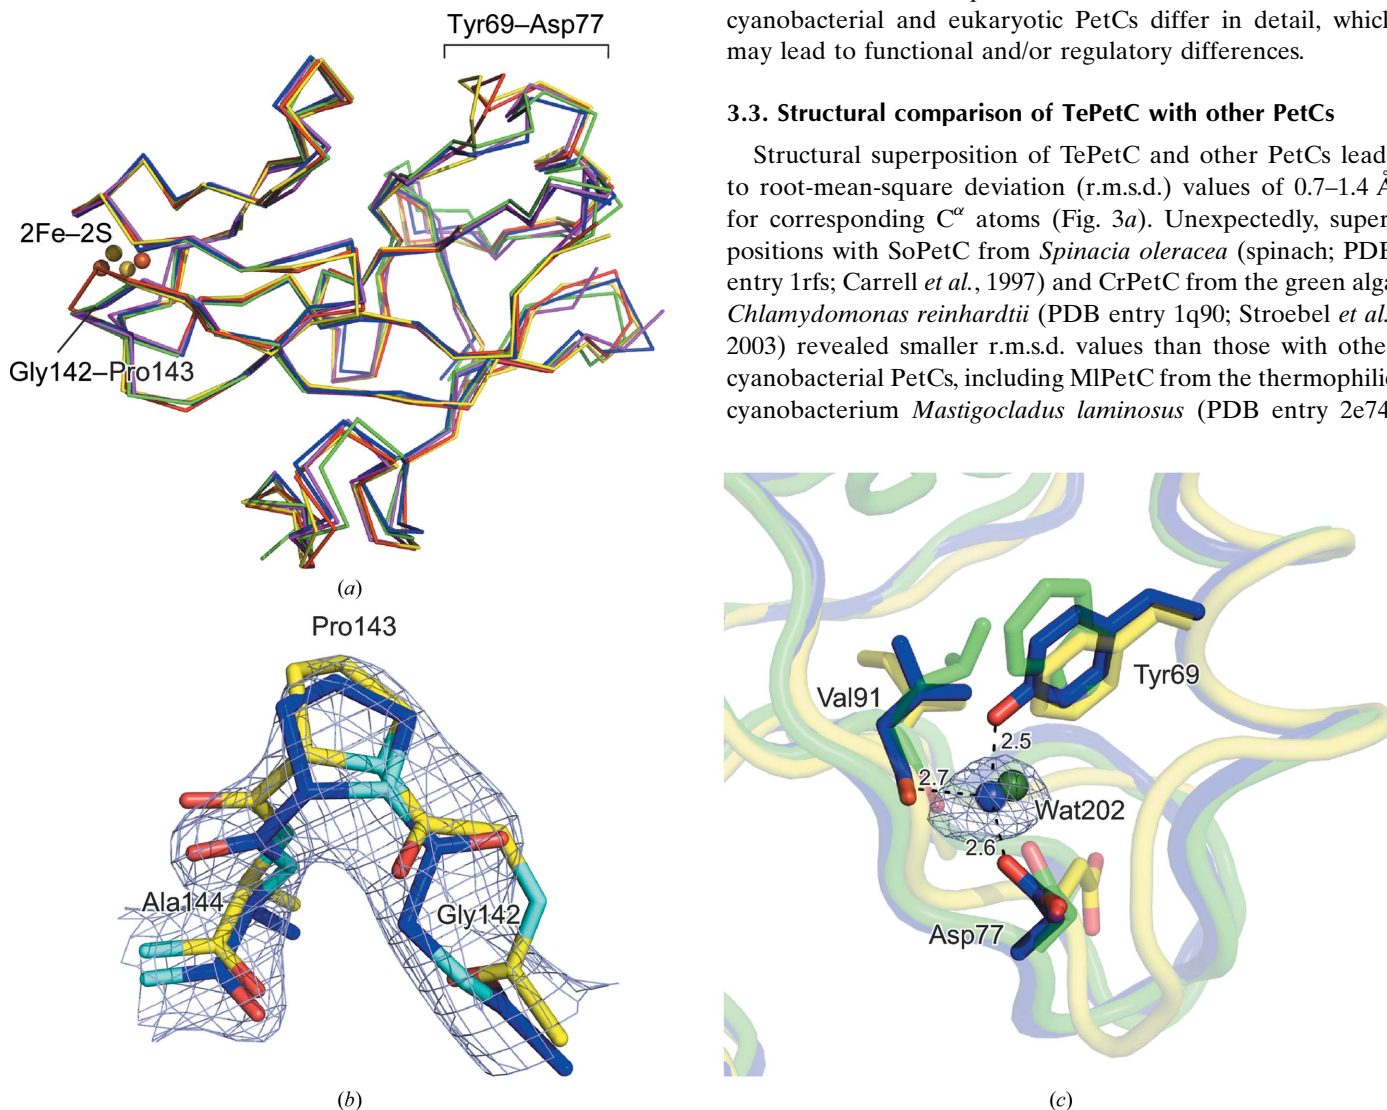 Tyr69–Asp77
2Fe–2S
Gly142–Pro143
(a)
Pro143
Ala144
Gly142
(b)
cyanobacterial and eukaryotic PetCs differ in detail, which
may lead to functional and/or regulatory differences.
3.3. Structural comparison of TePetC with other PetCs
Structural superposition of TePetC and other PetCs lead
to root-mean-square deviation (r.m.s.d.) values of 0.7–1.4 Å
for corresponding Cα atoms (Fig. 3a). Unexpectedly, super
positions with SoPetC from Spinacia oleracea (spinach; PDB
entry 1rfs; Carrell et al., 1997) and CrPetC from the green alga
Chlamydomonas reinhardtii (PDB entry 1q90; Stroebel et al.
2003) revealed smaller r.m.s.d. values than those with othe
cyanobacterial PetCs, including MlPetC from the thermophilic
cyanobacterium Mastigocladus laminosus (PDB entry 2e74
Val91
Tyr69
2.5
2.7
Wat202
2.6
Asp77
(c)